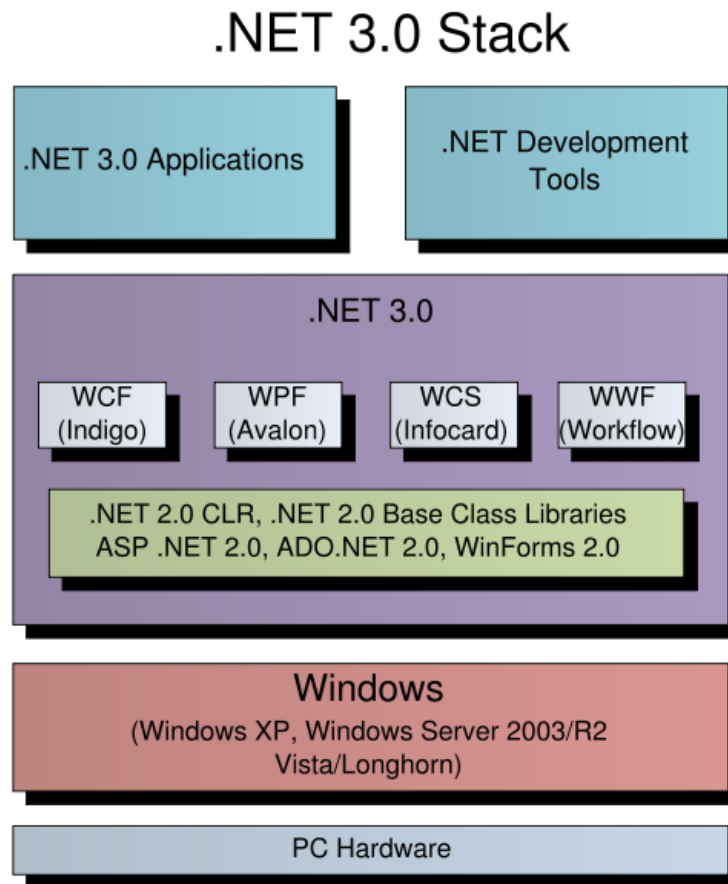 .NET 3.0 Stack
.NET 3.0 Applications
.NET Development
Tools
.NET 3.0
WCF
(Indigo)
WPF
(Avalon)
WCS
(Infocard)
WWF
(Workflow)
.NET 2.0 CLR, .NET 2.0 Base Class Libraries
ASP .NET 2.0, ADO.NET 2.0, WinForms 2.0
Windows
(Windows XP, Windows Server 2003/R2
Vista/Longhorn)
PC Hardware